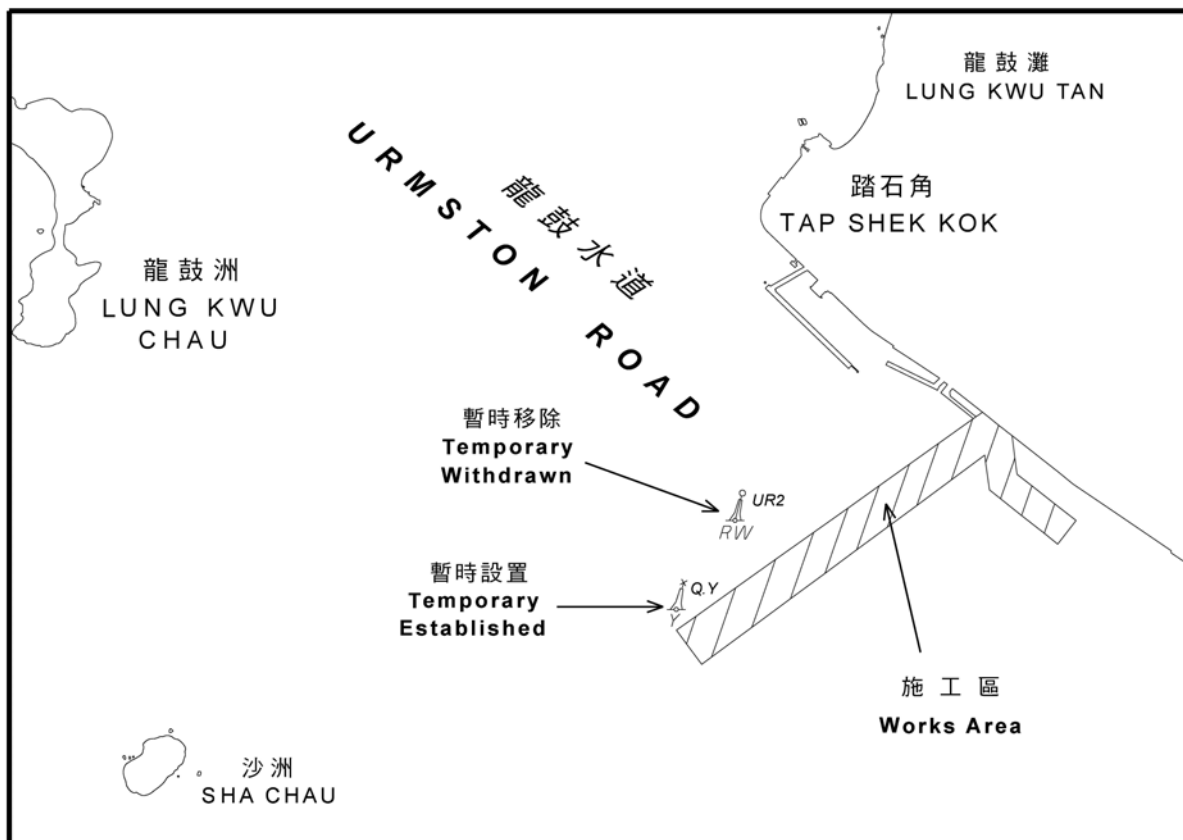 龍鼓灘
LUNG KWU TAN
踏石角
TAP SHEK KOK
龍鼓水道
URMSTON ROAD
龍鼓洲
LUNG KWU
CHAU
暫時移除
Temporary
Withdrawn
UR2
RW
暫時設置
Temporary
Established
Q.Y
Y
施工區
Works Area
沙洲
SHA CHAU